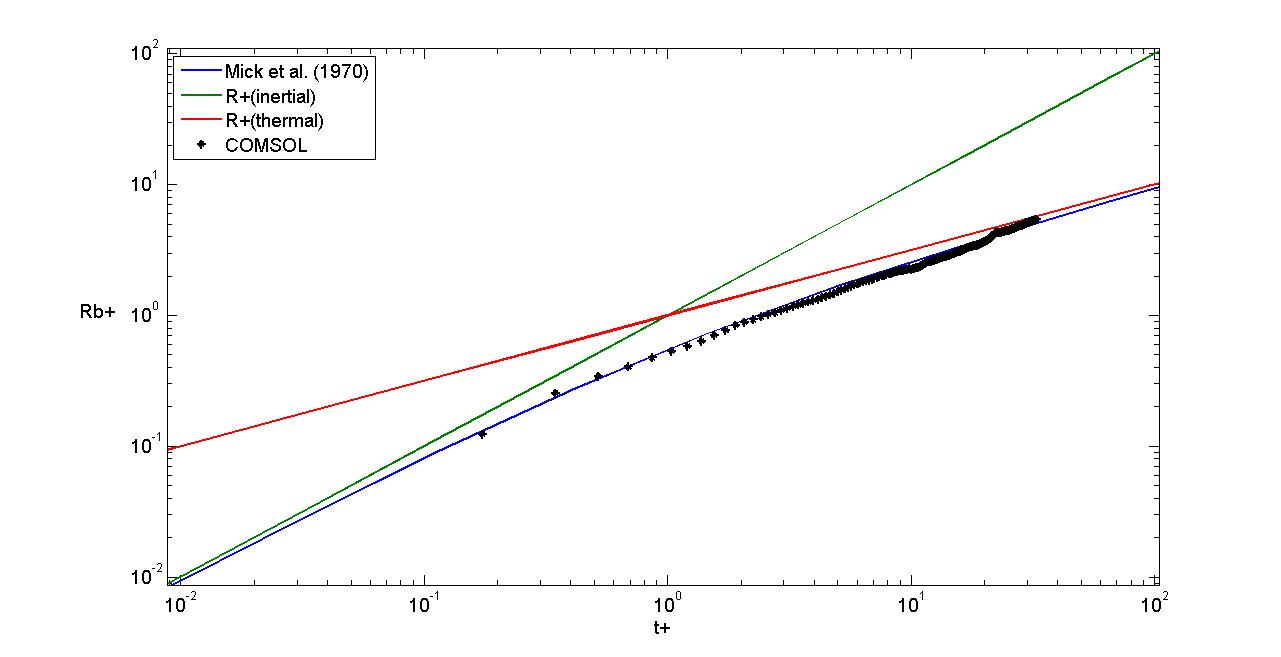 10^2
Mick et al. (1970)
R+(inertial)
R+(thermal)
COMSOL
10^1
Rb+
10^0
10^-1
10^-2
10^-2 10^-1 10^0 10^1 10^2
t+